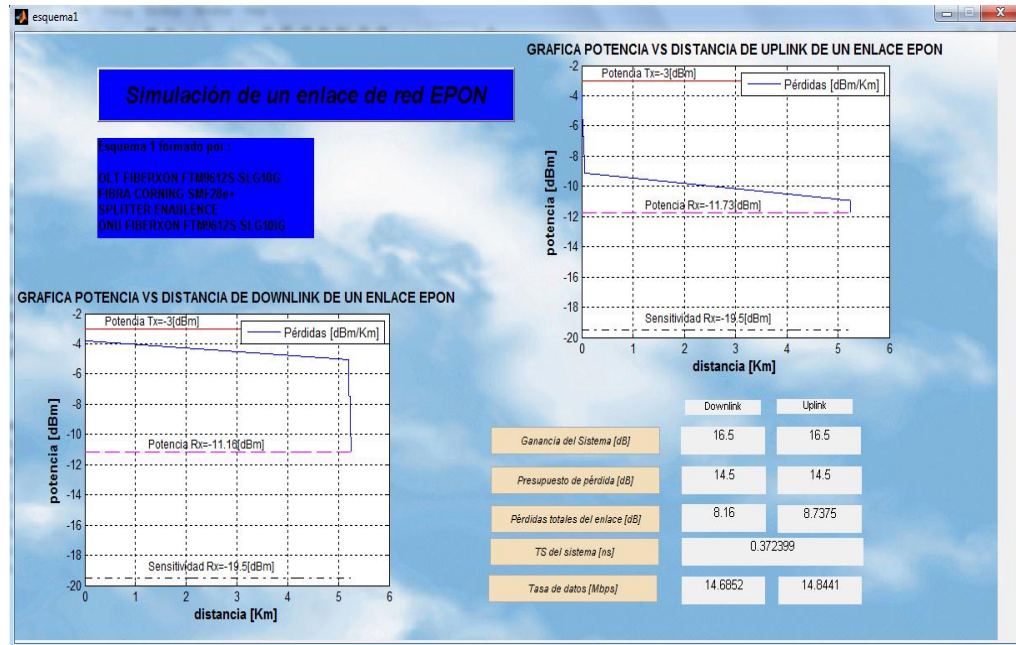 esquema1
Simulación de un enlace de red EPON
Esquema 1 formado por :
OLT FIBERXON FTM9612S-SLG10G
FIBRA CORNING SMF28e+
SPLITTER ENABLENCE
ONU FIBERXON FTM9612S-SLG10IG
GRAFICA POTENCIA VS DISTANCIA DE UPLINK DE UN ENLACE EPON
-2
Potencia Tx=-3[dBm]
Pérdidas [dBm/Km]
-4
-6
-8
-10
Potencia Rx=-11.73[dBm]
-12
-14
-16
-18
Sensitividad Rx=-19.5[dBm]
-20
0 1 2 3 4 5 6
potencia [dBm]
distancia [Km]
GRAFICA POTENCIA VS DISTANCIA DE DOWNLINK DE UN ENLACE EPON
-2
Potencia Tx=-3[dBm]
Pérdidas [dBm/Km]
-4
-6
-8
-10
Potencia Rx=-11.16[dBm]
-12
-14
-16
-18
Sensitividad Rx=-19.5[dBm]
-20
0 1 2 3 4 5 6
potencia [dBm]
distancia [Km]
Downlink Uplink
Ganancia del Sistema [dB] 16.5 16.5
Presupuesto de pérdida [dB] 14.5 14.5
Pérdidas totales del enlace [dB] 8.16 8.7375
TS del sistema [ns] 0.372399
Tasa de datos [Mbps] 14.6852 14.8441